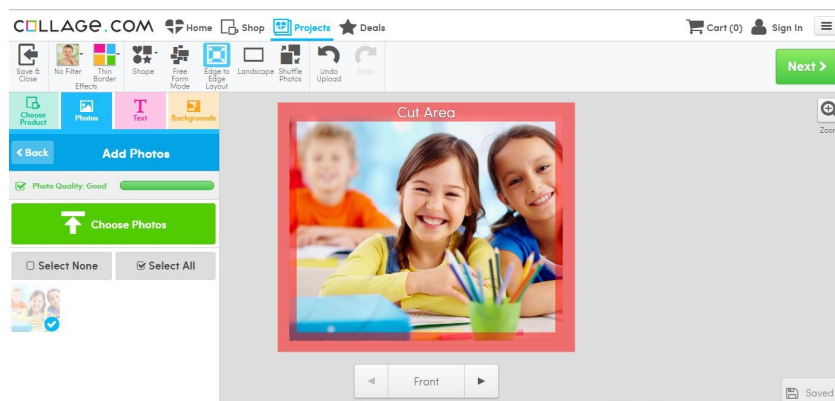 COLLAGE.COM Home Shop Projects Deals Cart (0) Sign In
Save & Close No Filter Thin Border Shape Free Form Mode Edge to Edge Layout Landscape Shuffle Photos Undo Upload Redo Next >
Effects
Choose Product Photos T Text Backgrounds
Cut Area
Zoom
< Back Add Photos
Photo Quality: Good
Choose Photos
Select None Select All
Front
Saved